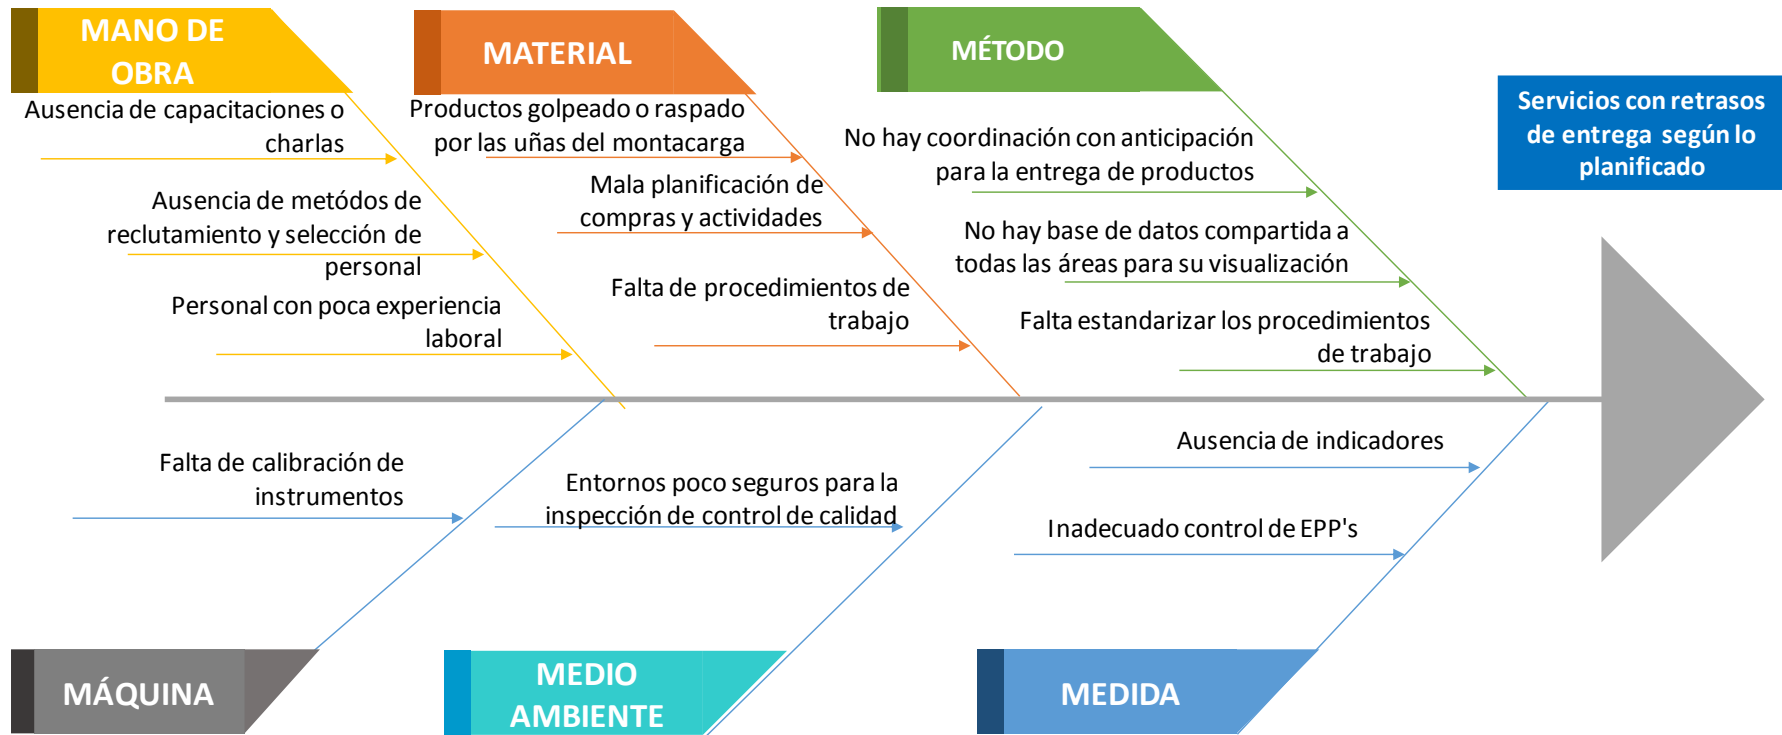 MANO DE
OBRA
Ausencia de capacitaciones o
charlas
Ausencia de metódos de
reclutamiento y selección de
personal
Personal con poca experiencia
laboral
MATERIAL
Productos golpeado o raspado
por las uñas del montacarga
Mala planificación de
compras y actividades
Falta de procedimientos de
trabajo
MÉTODO
No hay coordinación con anticipación
para la entrega de productos
No hay base de datos compartida a
todas las áreas para su visualización
Falta estandarizar los procedimientos
de trabajo
Servicios con retrasos
de entrega según lo
planificado
Falta de calibración de
instrumentos
MÁQUINA
Entornos poco seguros para la
inspección de control de calidad
MEDIO
AMBIENTE
Ausencia de indicadores
Inadecuado control de EPP's
MEDIDA